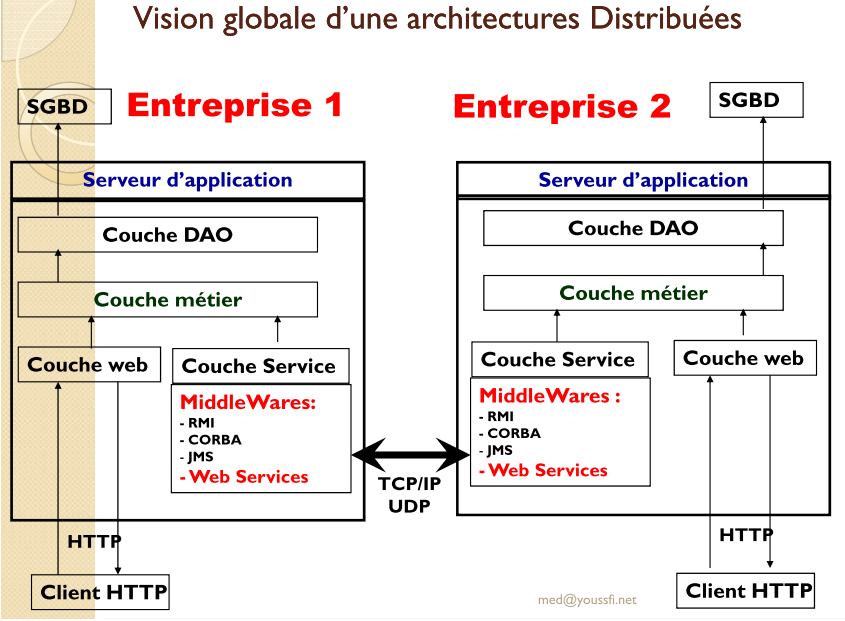 Vision globale d’une architectures Distribuées
SGBD
Entreprise 1
Serveur d’application
Couche DAO
Couche métier
Couche web
Couche Service
MiddleWares:
- RMI
- CORBA
- JMS
- Web Services
HTTP
Client HTTP
TCP/IP
UDP
Entreprise 2
SGBD
Serveur d’application
Couche DAO
Couche métier
Couche Service
Couche web
MiddleWares :
- RMI
- CORBA
- JMS
- Web Services
HTTP
Client HTTP
med@youssfi.net